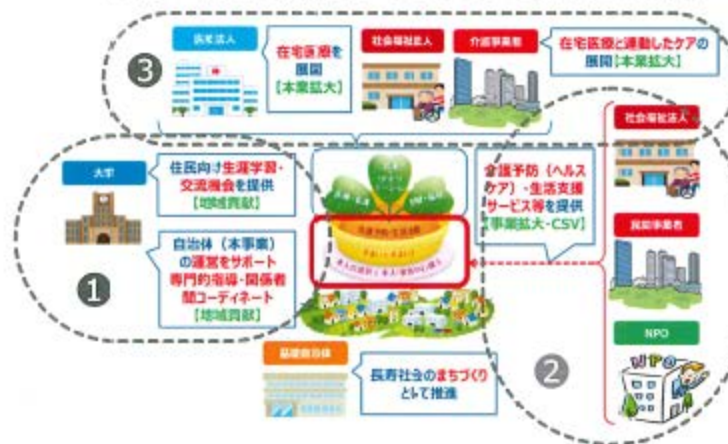 医療法人
在宅医療を
展開
【本業拡大】
社会福祉法人
介護事業者
在宅医療と連動したケアの
展開【本業拡大】
3
大学
住民向け生涯学習・
交流機会を提供
【地域貢献】
自治体（本事業）
の運営をサポート
専門的指導・関係者
間コーディネート
【地域貢献】
1
介護予防（ヘルス
ケア）・生活支援
サービス等を提供
【事業拡大・CSV】
社会福祉法人
民間事業者
NPO
NPO
2
基礎自治体
長寿社会のまちづくり
として推進